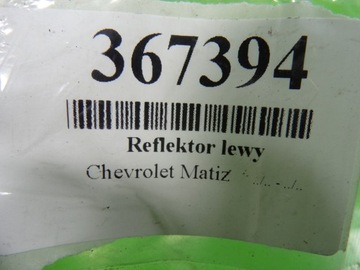 367394
Reflektor lewy
Chevrolet Matiz